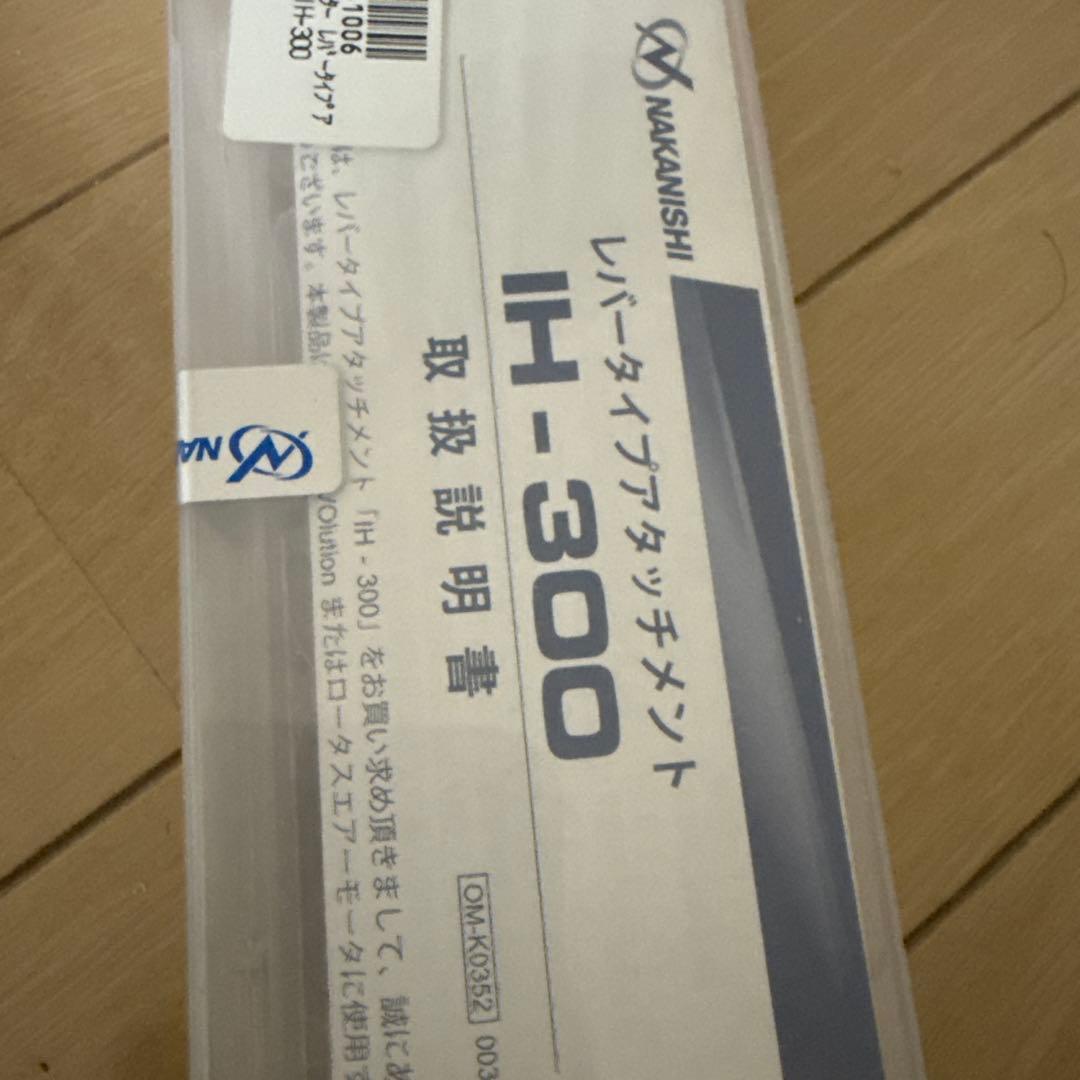 NAKANISHI
レバータイプアタッチメント
IH-300
取扱説明書
OM-K0352 003
は、レバータイプアタッチメント「IH-300」をお買い求め頂きまして、誠にあ
ございます。本製品は
volution またはロータスエアーモータに使用す
1006
ター レバータイプア
IH-300
NA